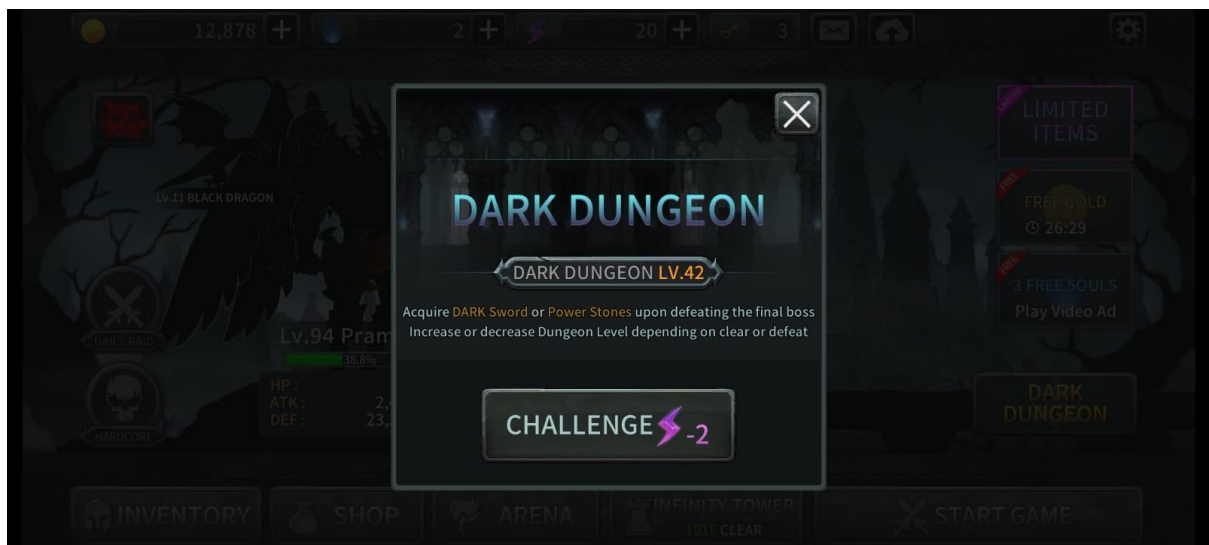 12,878
2
20
3
LIMITED
LIMITED
ITEMS
Lv.11 BLACK DRAGON
FREE
FREE GOLD
26:29
FREE
3 FREE SOULS
Play Video Ad
DAILY RAID
Lv.94 Pram
38.8%
HP :
ATK : 2,
DEF : 23,
HARDCORE
DARK DUNGEON
DARK DUNGEON LV.42
Acquire DARK Sword or Power Stones upon defeating the final boss
Increase or decrease Dungeon Level depending on clear or defeat
CHALLENGE -2
DARK
DUNGEON
INVENTORY
SHOP
ARENA
INFINITY TOWER
101F CLEAR
START GAME